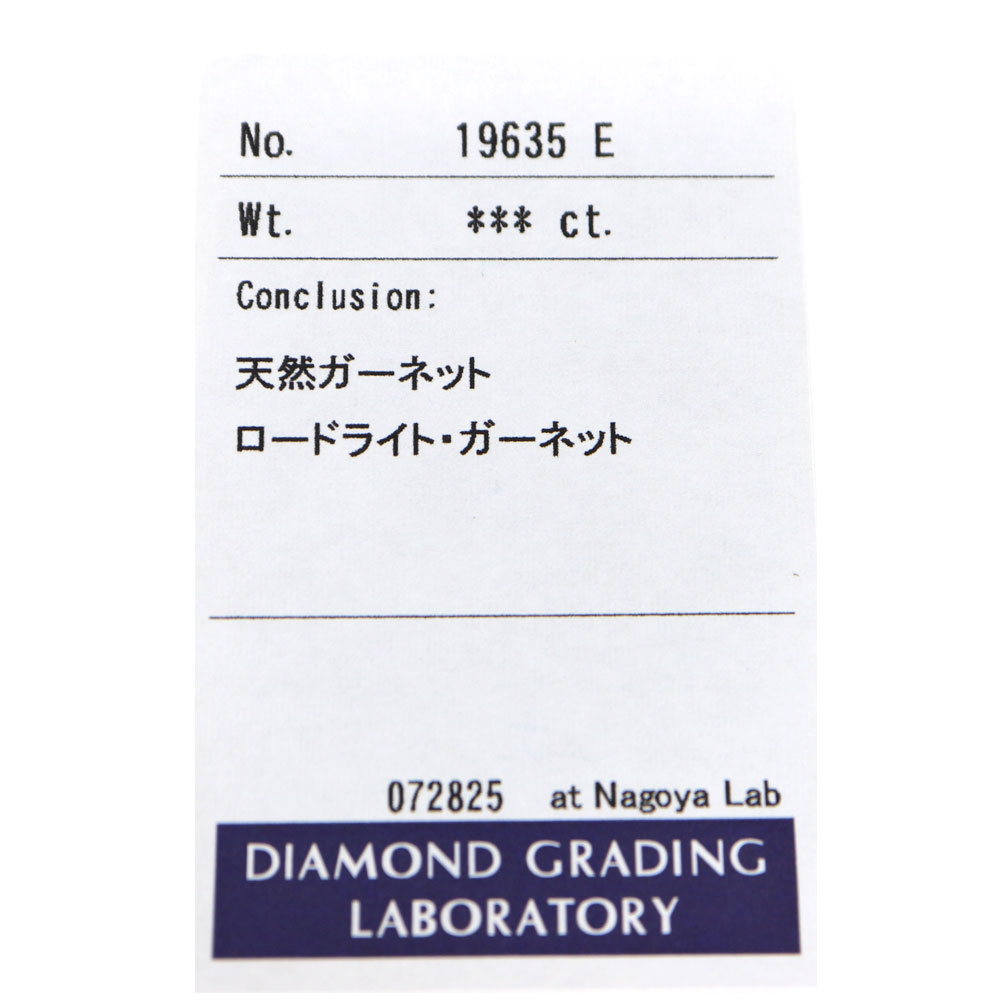 No. 19635 E
Wt. *** ct.
Conclusion:
天然ガーネット
ロードライト・ガーネット
072825 at Nagoya Lab
DIAMOND GRADING
LABORATORY